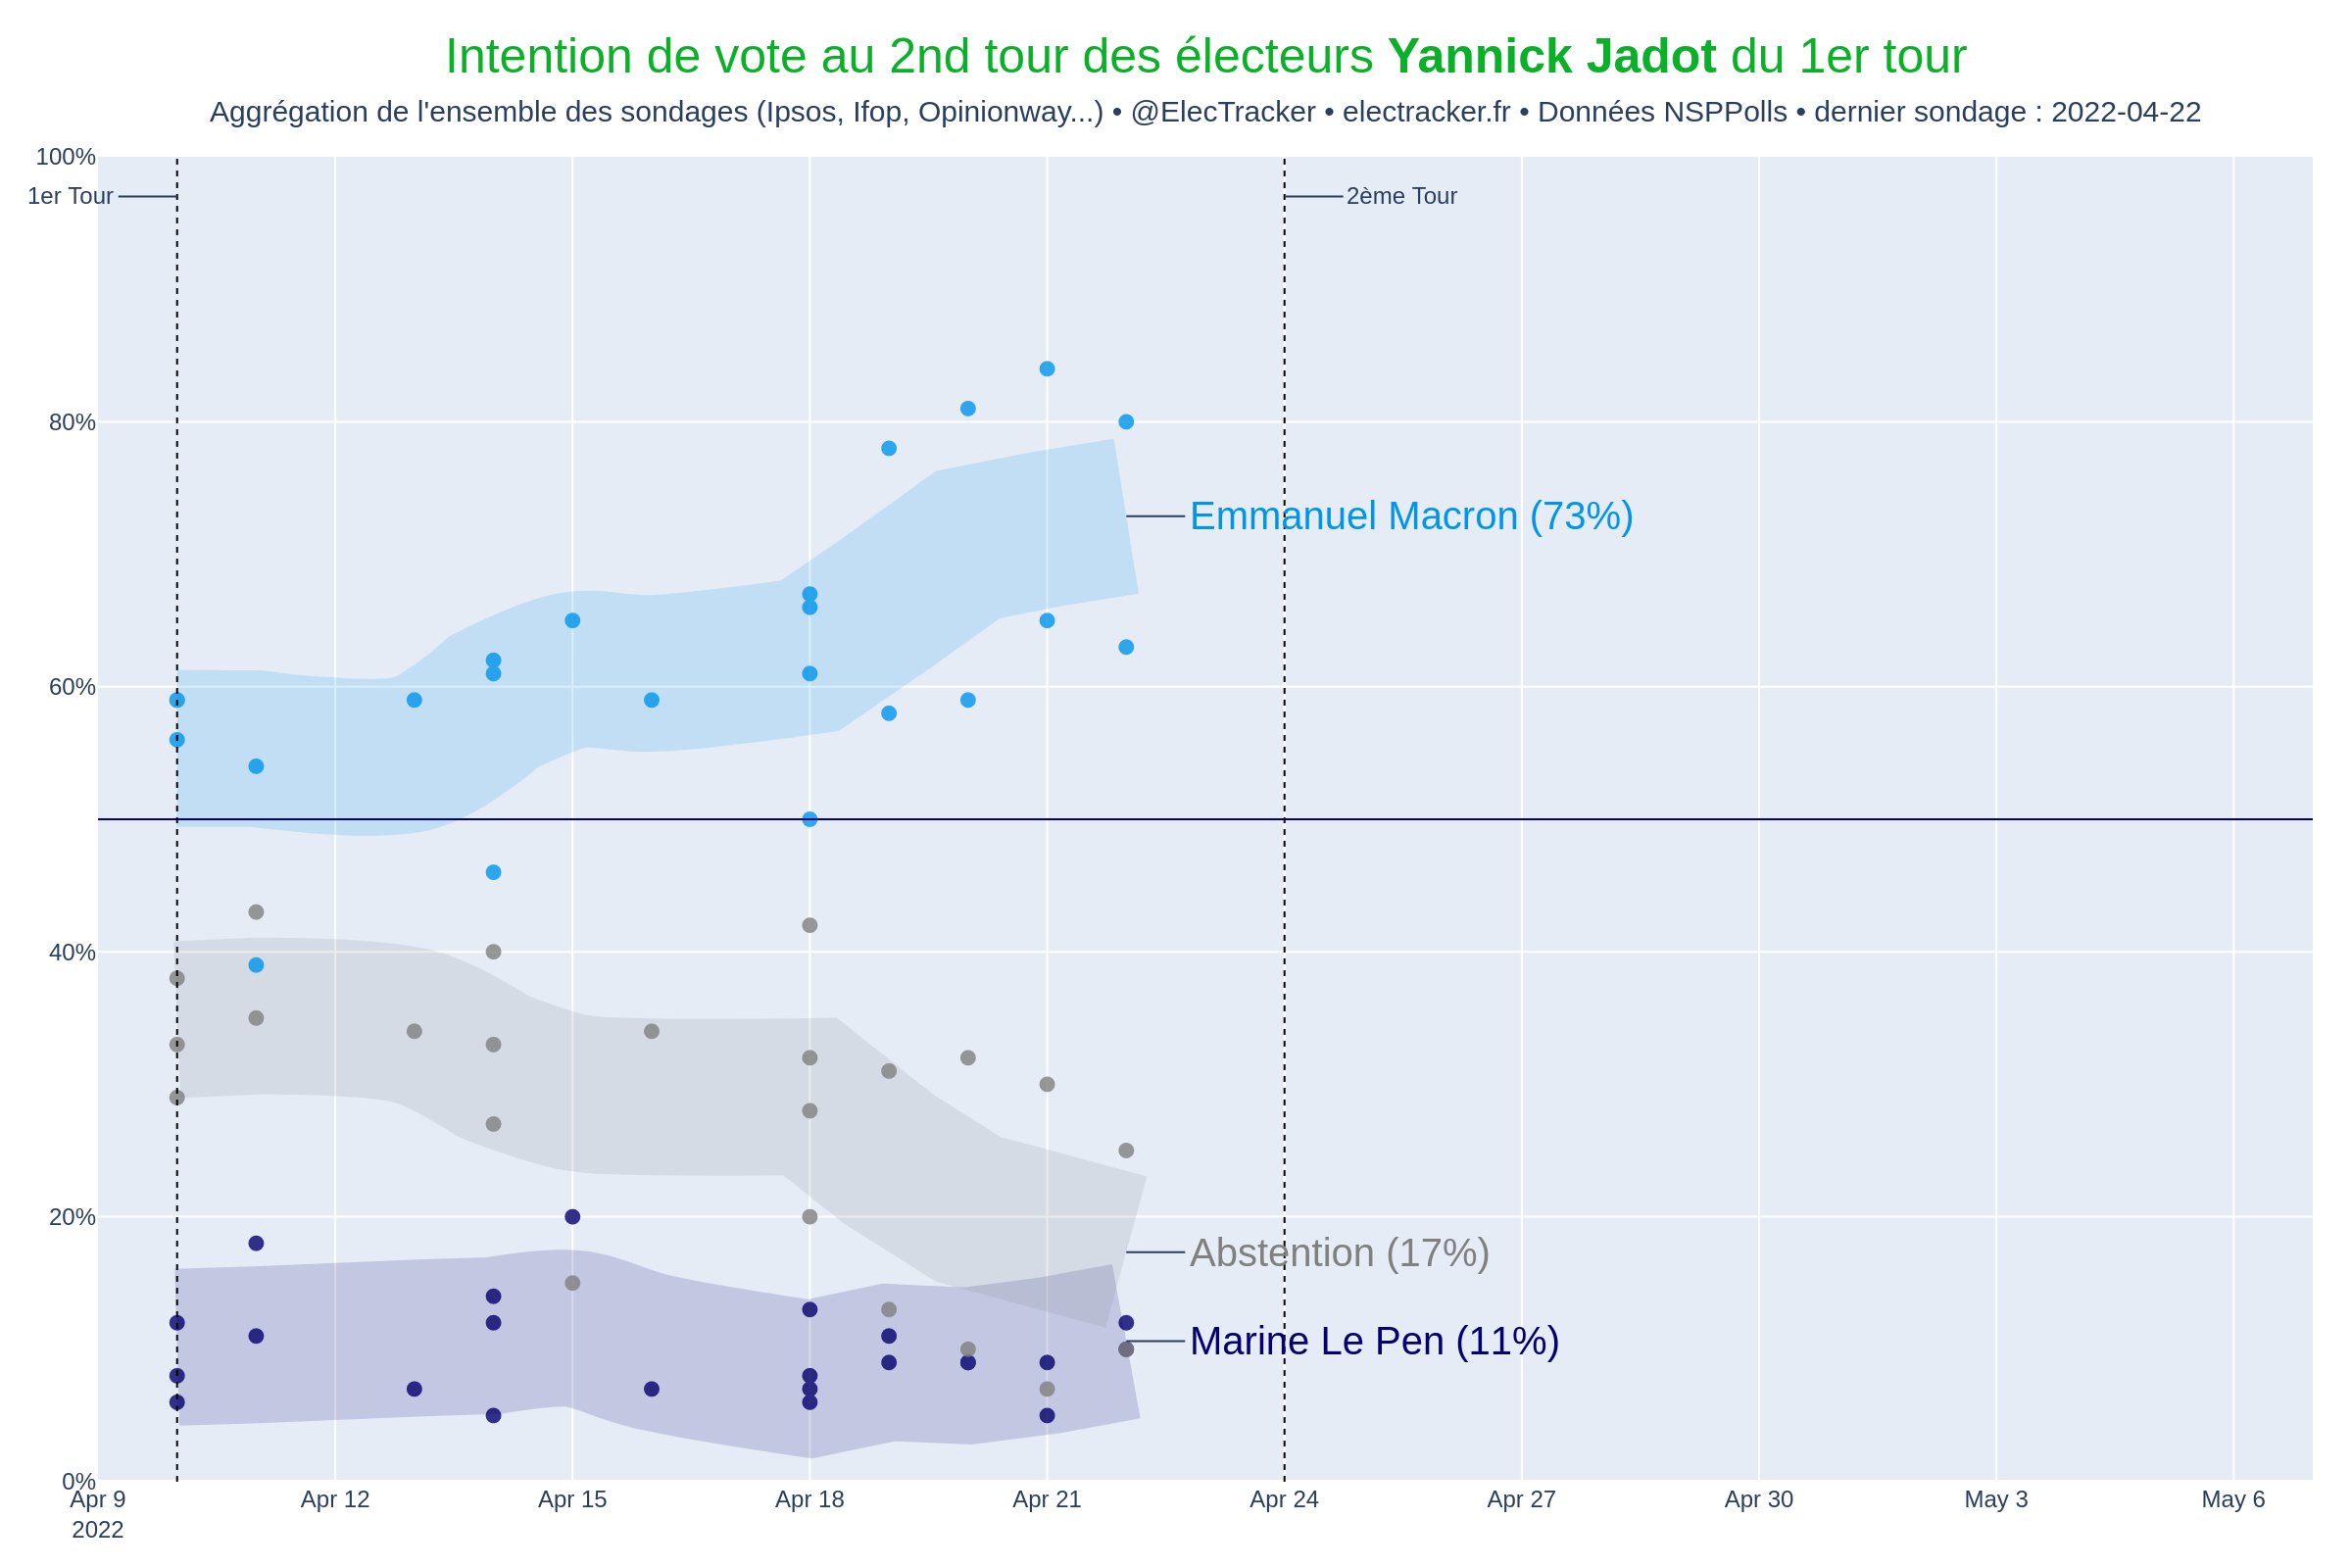 Intention de vote au 2nd tour des électeurs Yannick Jadot du 1er tour
Aggrégation de l'ensemble des sondages (Ipsos, Ifop, Opinionway...) • @ElecTracker • electracker.fr • Données NSPPolls • dernier sondage : 2022-04-22
100%
1er Tour
2ème Tour
80%
Emmanuel Macron (73%)
60%
40%
20%
Abstention (17%)
Marine Le Pen (11%)
0%
Apr 9 Apr 12 Apr 15 Apr 18 Apr 21 Apr 24 Apr 27 Apr 30 May 3 May 6
2022